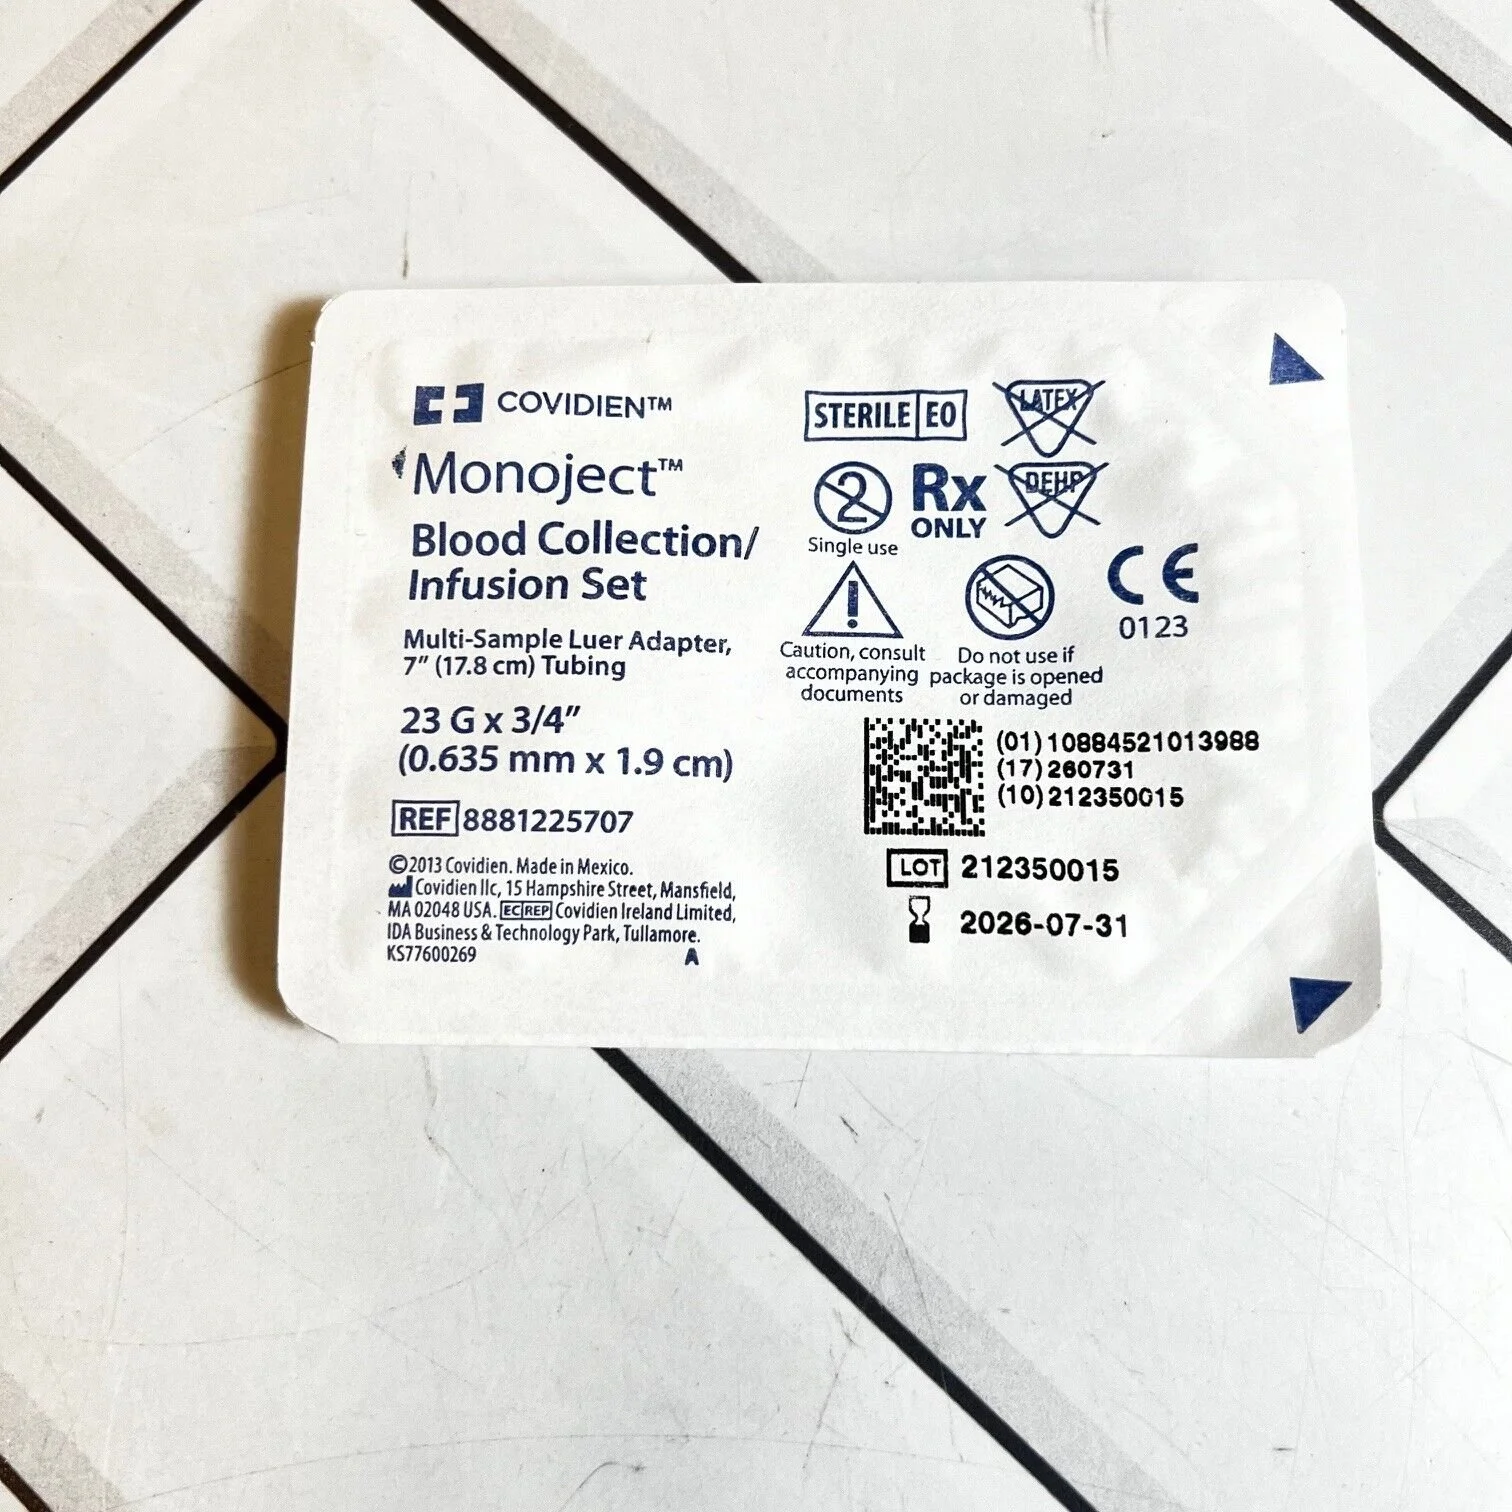 COVIDIEN™
Monoject™
Blood Collection/
Infusion Set
Multi-Sample Luer Adapter,
7” (17.8 cm) Tubing
23 G x 3/4”
(0.635 mm x 1.9 cm)
REF 8881225707
©2013 Covidien. Made in Mexico.
Covidien llc, 15 Hampshire Street, Mansfield,
MA 02048 USA. EC REP Covidien Ireland Limited,
IDA Business & Technology Park, Tullamore.
KS77600269 A
STERILE EO
LATEX
2
Single use
Rx
ONLY
DEHP
Caution, consult
accompanying
documents
Do not use if
package is opened
or damaged
CE
0123
(01) 10884521013988
(17) 260731
(10) 212350015
LOT 212350015
2026-07-31